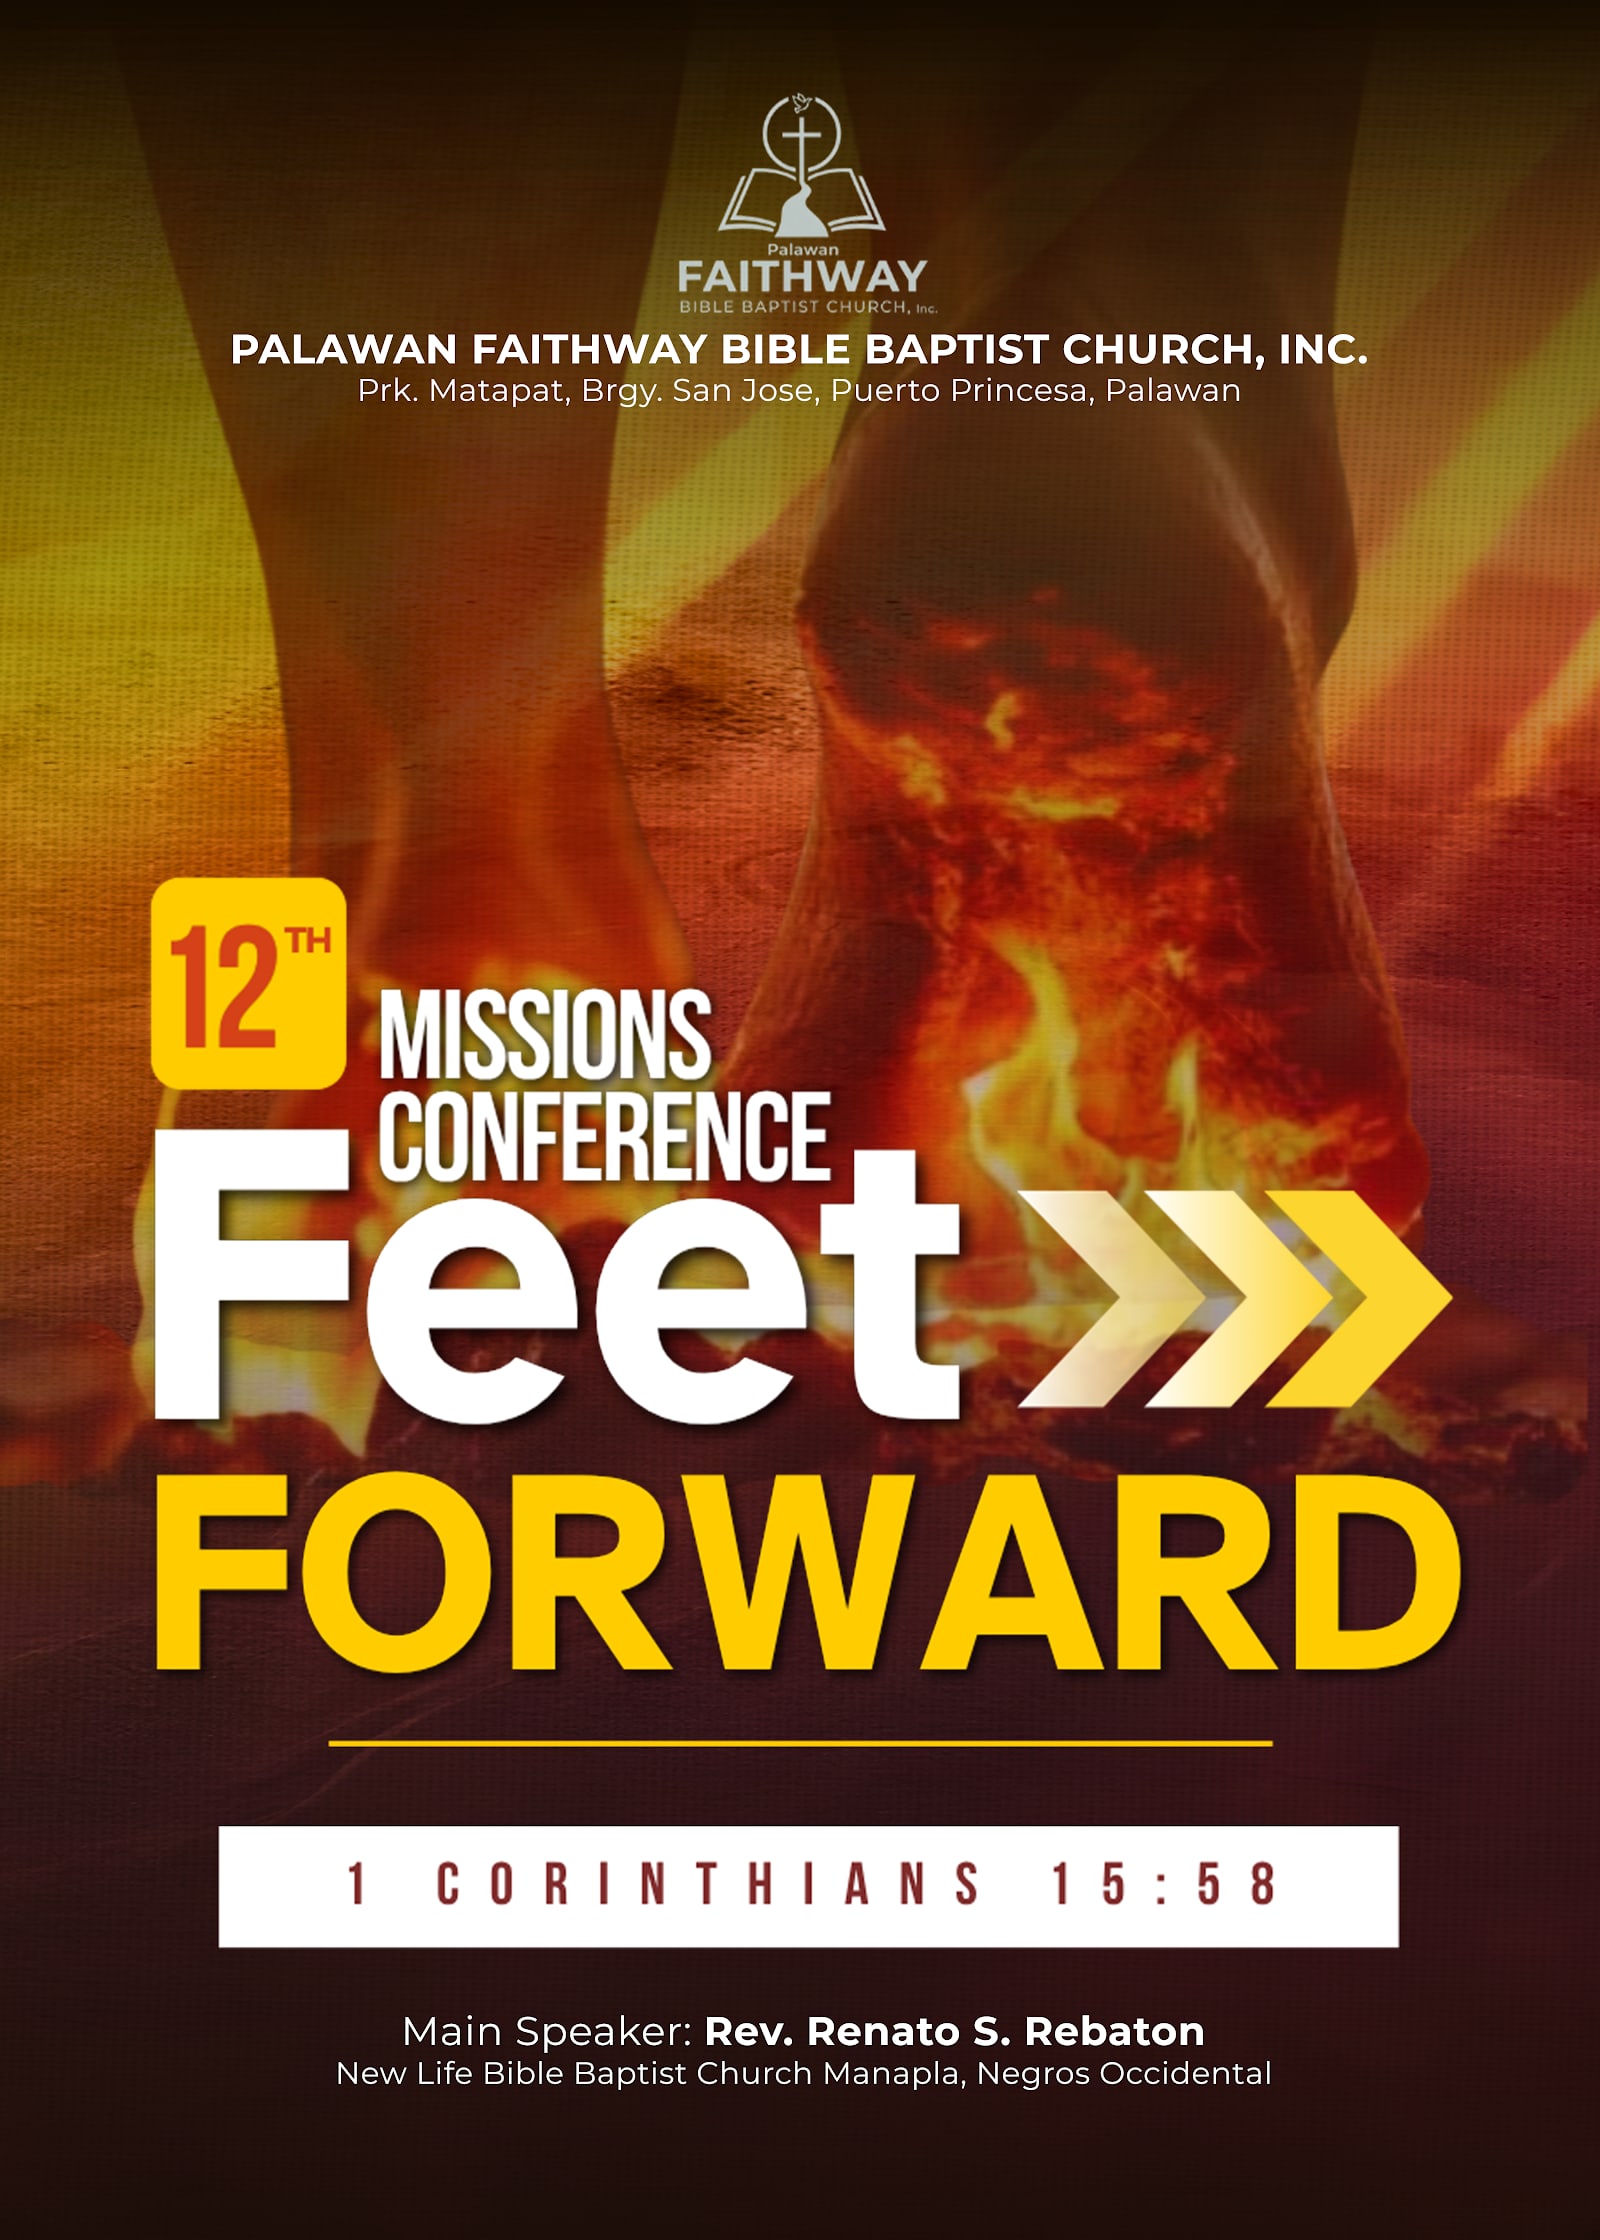 Palawan
FAITHWAY
BIBLE BAPTIST CHURCH, Inc.
PALAWAN FAITHWAY BIBLE BAPTIST CHURCH, INC.
Prk. Matapat, Brgy. San Jose, Puerto Princesa, Palawan
12TH
MISSIONS
CONFERENCE
Feet
FORWARD
1 CORINTHIANS 15:58
Main Speaker: Rev. Renato S. Rebaton
New Life Bible Baptist Church Manapla, Negros Occidental